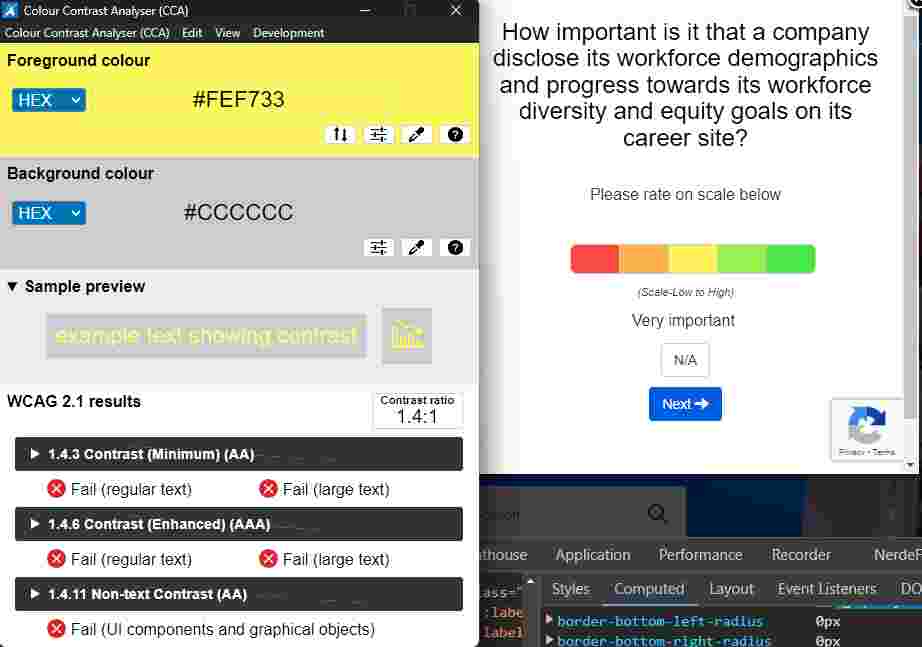 Colour Contrast Analyser (CCA)
Colour Contrast Analyser (CCA) Edit View Development
Foreground colour
HEX
#FEF733
Background colour
HEX
#CCCCCC
▼ Sample preview
example text showing contrast
WCAG 2.1 results
Contrast ratio
1.4:1
1.4.3 Contrast (Minimum) (AA)
Fail (regular text) Fail (large text)
1.4.6 Contrast (Enhanced) (AAA)
Fail (regular text) Fail (large text)
1.4.11 Non-text Contrast (AA)
Fail (UI components and graphical objects)
How important is it that a company
disclose its workforce demographics
and progress towards its workforce
diversity and equity goals on its
career site?
Please rate on scale below
(Scale-Low to High)
Very important
N/A
Next
Privacy - Terms
thouse Application Performance Recorder NerdeF
Styles Computed Layout Event Listeners DO
lass="
:labe
label
border-bottom-left-radius 0px
border-bottom-right-radius 0px